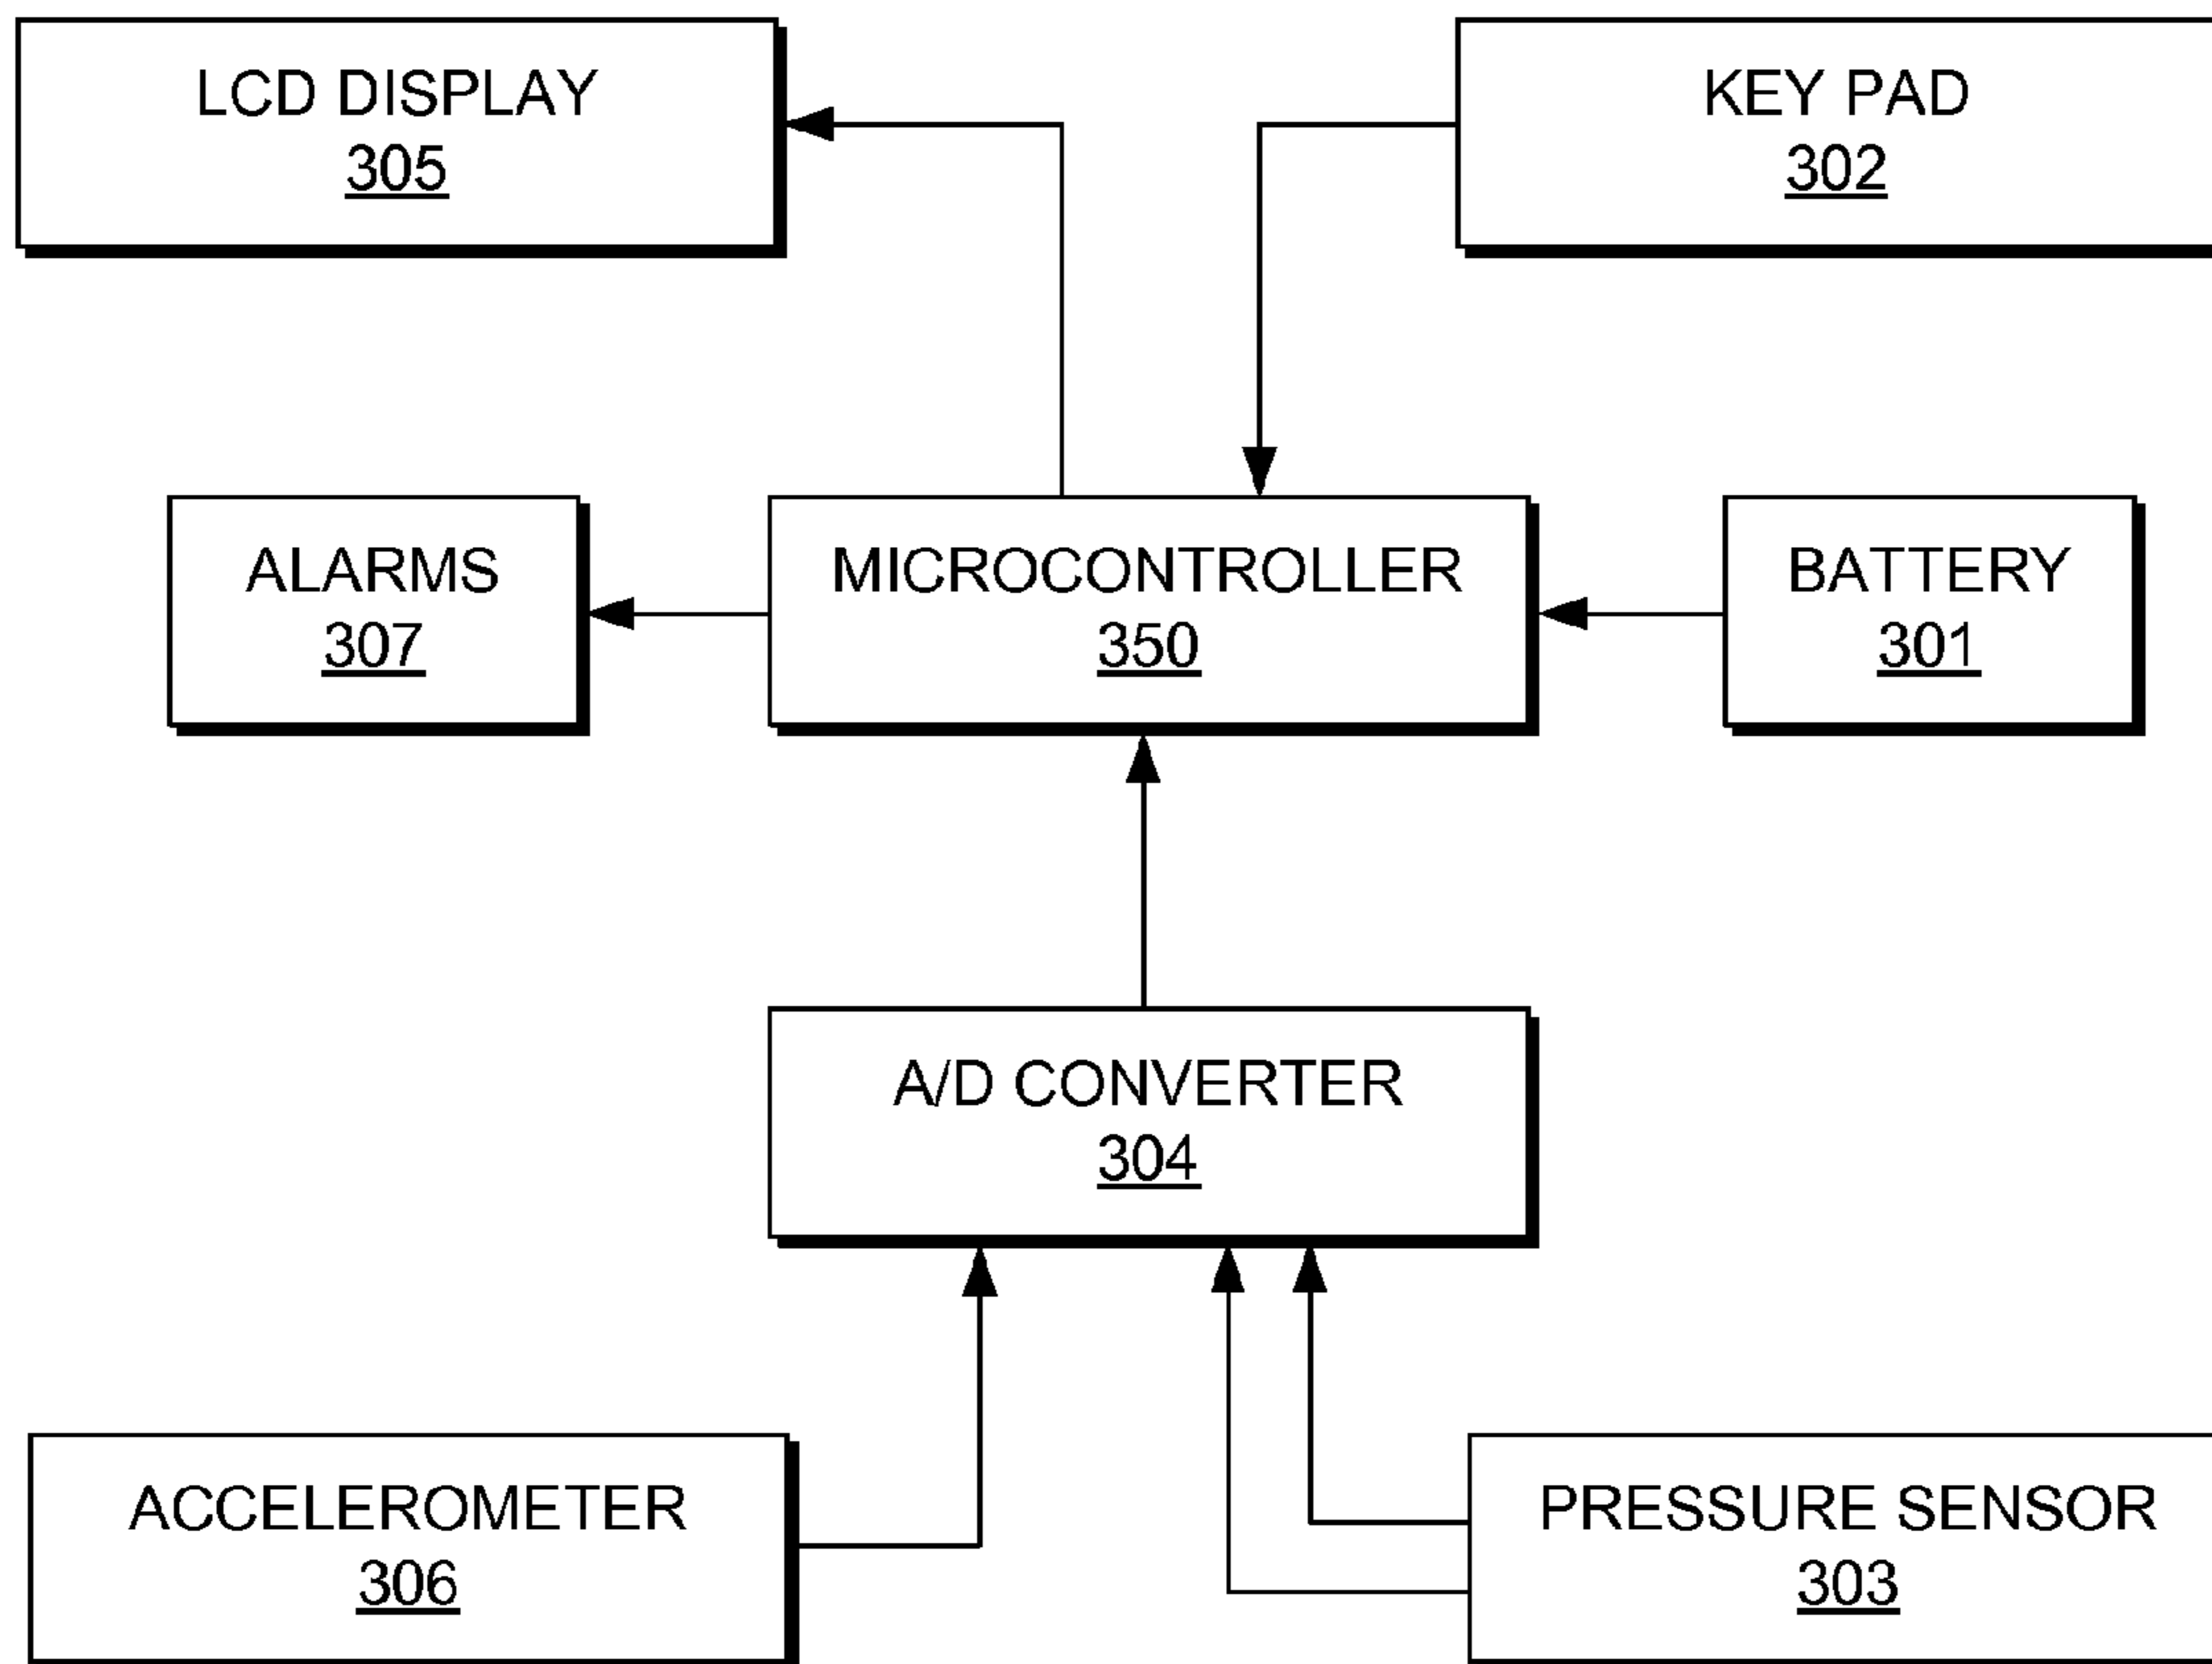 LCD DISPLAY
305
KEY PAD
302
ALARMS
307
MICROCONTROLLER
350
BATTERY
301
A/D CONVERTER
304
ACCELEROMETER
306
PRESSURE SENSOR
303